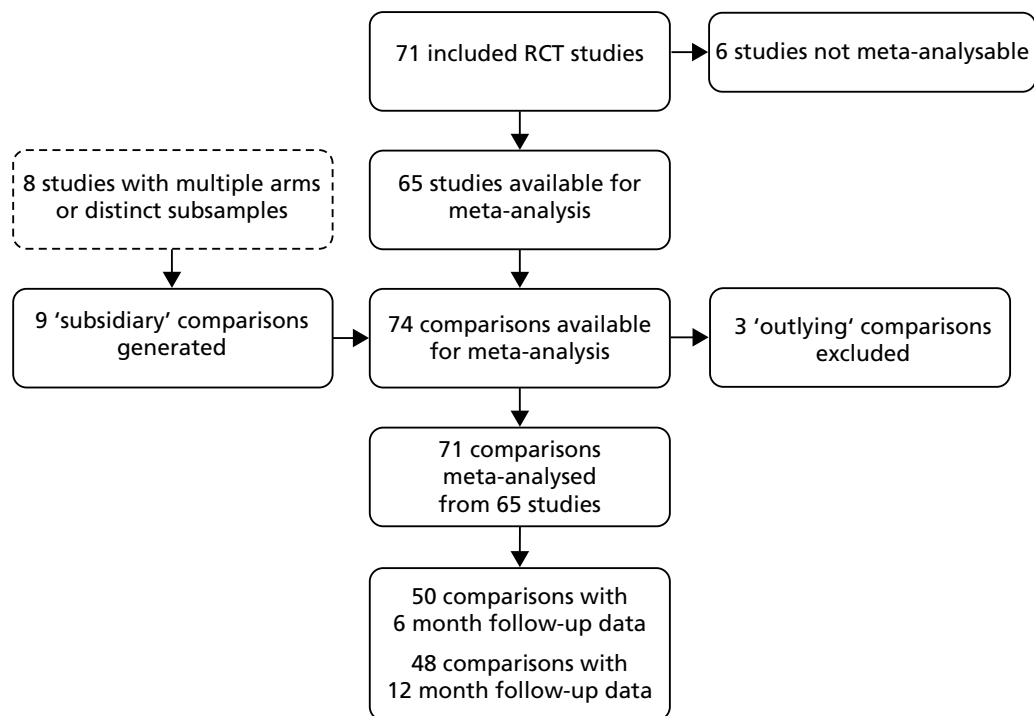 71 included RCT studies
6 studies not meta-analysable
8 studies with multiple arms
or distinct subsamples
65 studies available for
meta-analysis
9 ‘subsidiary’ comparisons
generated
74 comparisons available
for meta-analysis
3 ‘outlying‘ comparisons
excluded
71 comparisons
meta-analysed
from 65 studies
50 comparisons with
6 month follow-up data
48 comparisons with
12 month follow-up data